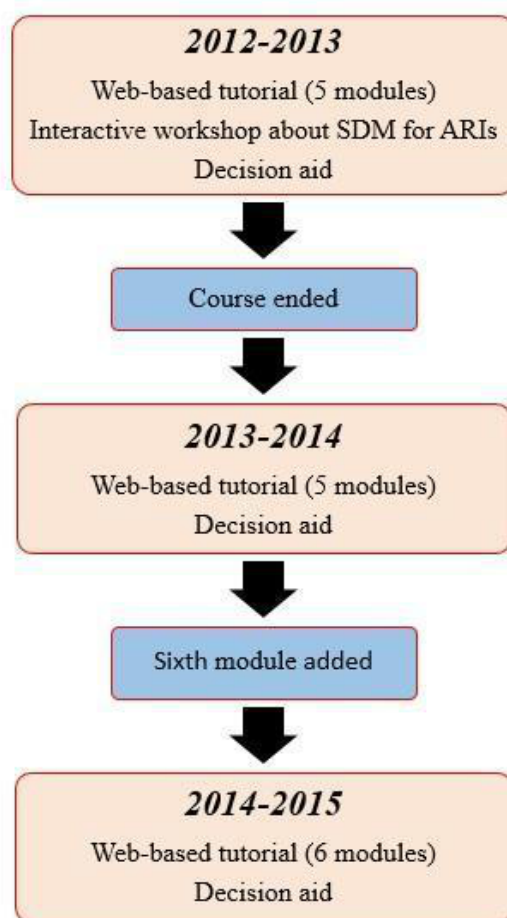 2012-2013
Web-based tutorial (5 modules)
Interactive workshop about SDM for ARIs
Decision aid
Course ended
2013-2014
Web-based tutorial (5 modules)
Decision aid
Sixth module added
2014-2015
Web-based tutorial (6 modules)
Decision aid